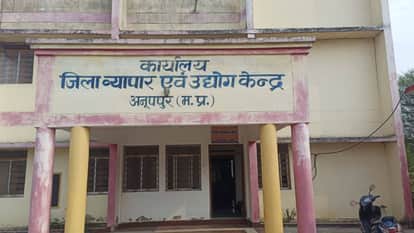 कार्यालय
जिला व्यापार एवं उद्योग केन्द्र
अनूपपुर (म.प्र.)